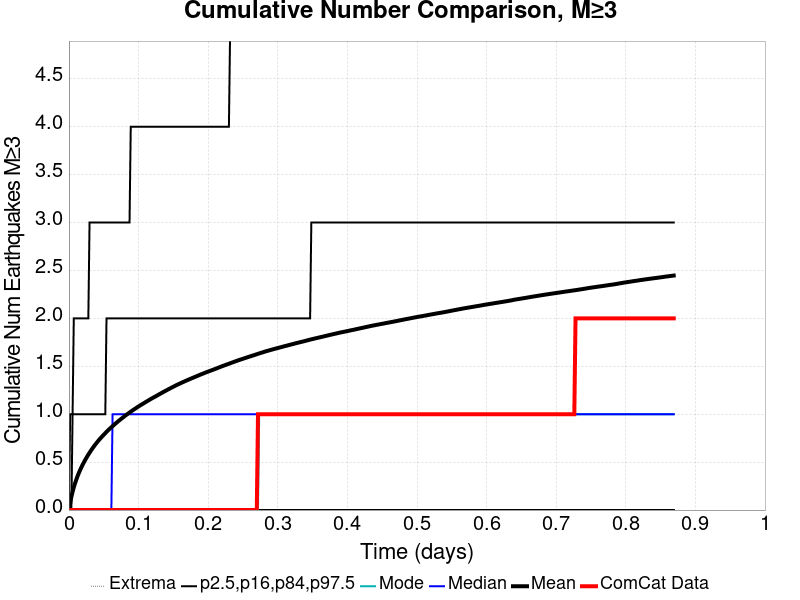 Cumulative Number Comparison, M≥3
Cumulative Num Earthquakes M≥3
4.5
4.0
3.5
3.0
2.5
2.0
1.5
1.0
0.5
0.0
0 0.1 0.2 0.3 0.4 0.5 0.6 0.7 0.8 0.9 1
Time (days)
Extrema p2.5,p16,p84,p97.5 Mode Median Mean ComCat Data